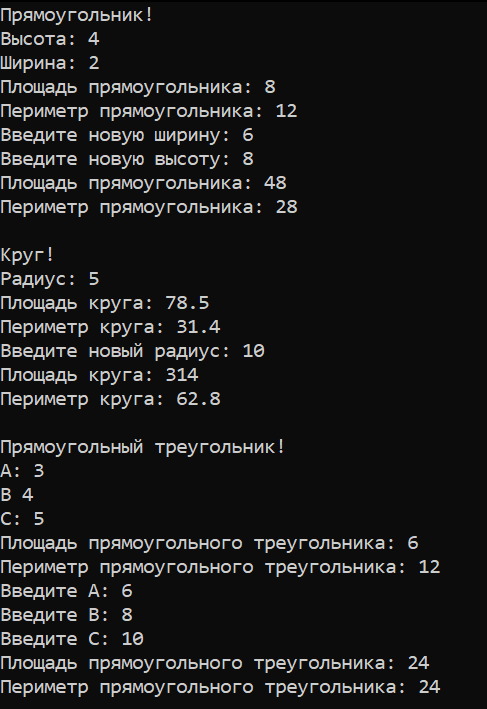 Прямоугольник!
Высота: 4
Ширина: 2
Площадь прямоугольника: 8
Периметр прямоугольника: 12
Введите новую ширину: 6
Введите новую высоту: 8
Площадь прямоугольника: 48
Периметр прямоугольника: 28

Круг!
Радиус: 5
Площадь круга: 78.5
Периметр круга: 31.4
Введите новый радиус: 10
Площадь круга: 314
Периметр круга: 62.8

Прямоугольный треугольник!
A: 3
B 4
C: 5
Площадь прямоугольного треугольника: 6
Периметр прямоугольного треугольника: 12
Введите A: 6
Введите B: 8
Введите C: 10
Площадь прямоугольного треугольника: 24
Периметр прямоугольного треугольника: 24